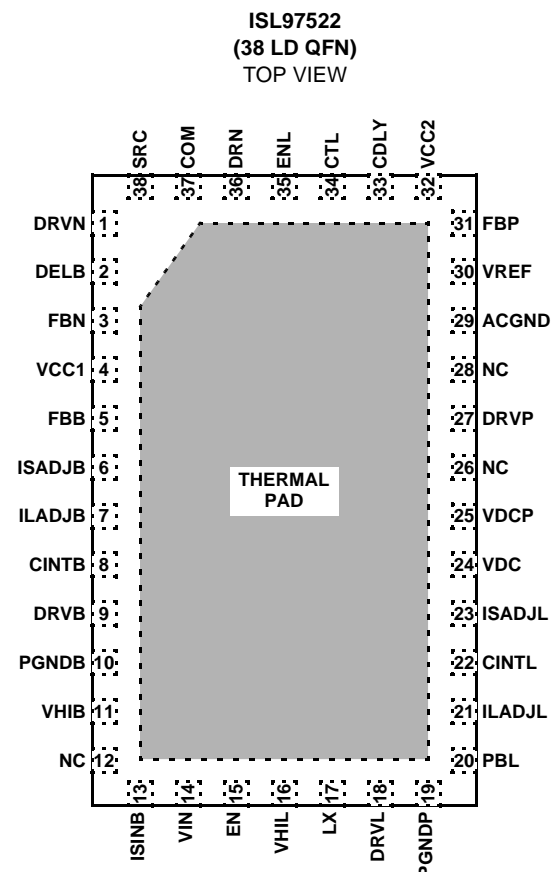 ISL97522
(38 LD QFN)
TOP VIEW
38 SRC
37 COM
36 DRN
35 ENL
34 CTL
33 CDLY
32 VCC2
DRVN 1
DELB 2
FBN 3
VCC1 4
FBB 5
ISADJB 6
ILADJB 7
CINTB 8
DRVB 9
PGNDB 10
VHIB 11
NC 12
THERMAL
PAD
31 FBP
30 VREF
29 ACGND
28 NC
27 DRVP
26 NC
25 VDCP
24 VDC
23 ISADJL
22 CINTL
21 ILADJL
20 PBL
ISINB 13
VIN 14
EN 15
VHIL 16
LX 17
DRVL 18
PGNDP 19